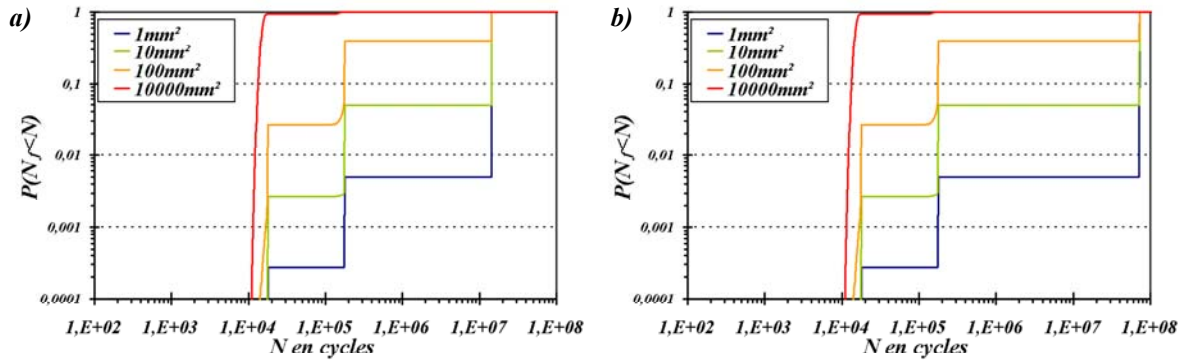 a)
1mm²
10mm²
100mm²
10000mm²
P(Nf<N)
1
0,1
0,01
0,001
0,0001
1,E+02 1,E+03 1,E+04 1,E+05 1,E+06 1,E+07 1,E+08
N en cycles
b)
1mm²
10mm²
100mm²
10000mm²
P(Nf<N)
1
0,1
0,01
0,001
0,0001
1,E+02 1,E+03 1,E+04 1,E+05 1,E+06 1,E+07 1,E+08
N en cycles